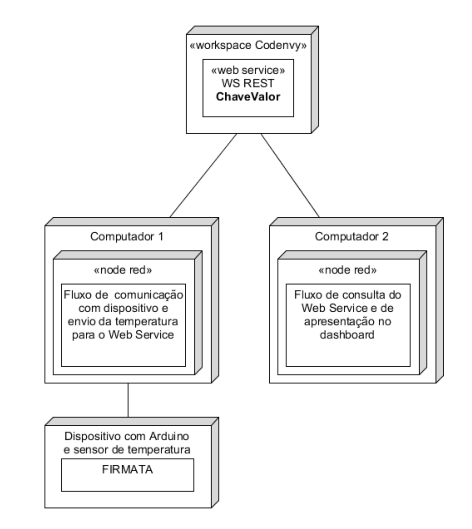 «workspace Codenvy»
«web service»
WS REST
ChaveValor
Computador 1
«node red»
Fluxo de comunicação
com dispositivo e
envio da temperatura
para o Web Service
Computador 2
«node red»
Fluxo de consulta do
Web Service e de
apresentação no
dashboard
Dispositivo com Arduino
e sensor de temperatura
FIRMATA